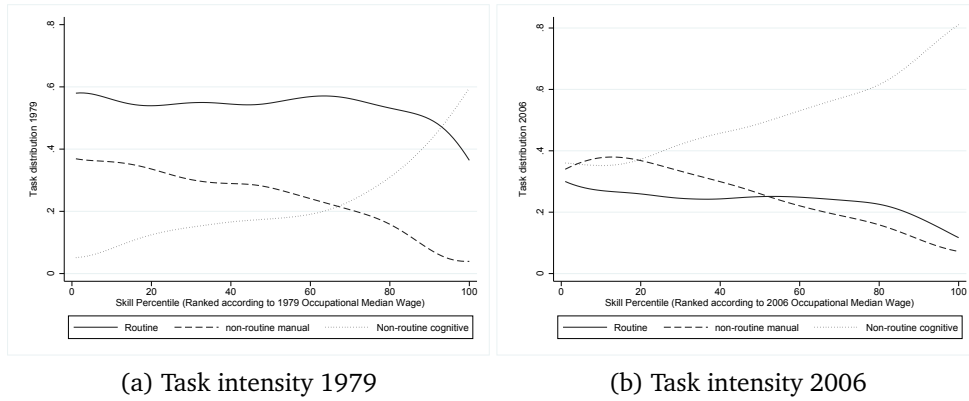 .8
.6
.4
.2
0
Task distribution 1979
0 20 40 60 80 100
Skill Percentile (Ranked according to 1979 Occupational Median Wage)
Routine non-routine manual Non-routine cognitive
(a) Task intensity 1979
.8
.6
.4
.2
0
Task distribution 2006
0 20 40 60 80 100
Skill Percentile (Ranked according to 2006 Occupational Median Wage)
Routine non-routine manual Non-routine cognitive
(b) Task intensity 2006